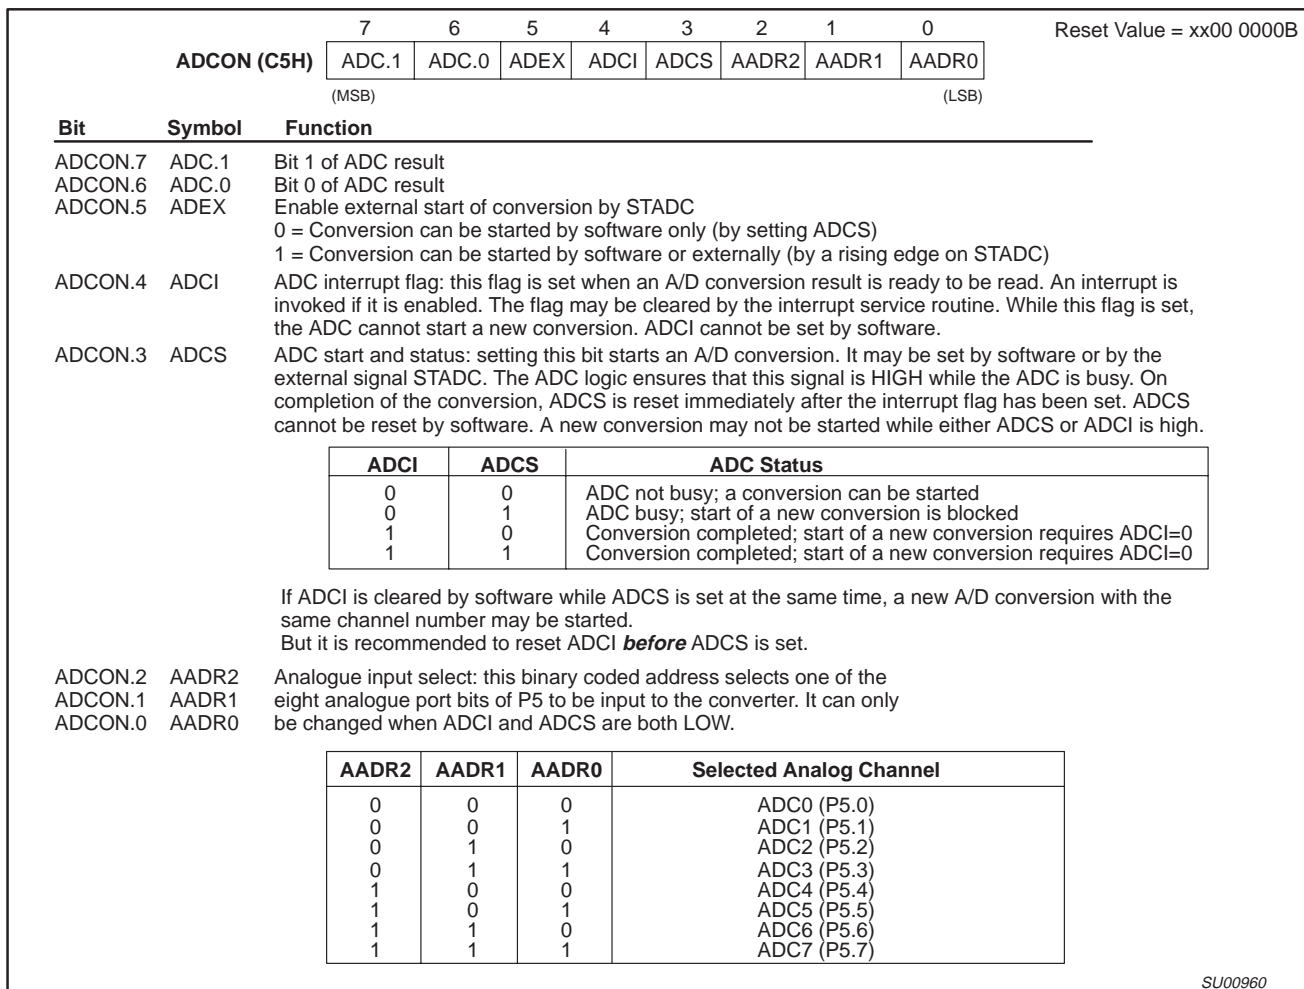 7 6 5 4 3 2 1 0 Reset Value = xx00 0000B
ADCON (C5H) ADC.1 ADC.0 ADEX ADCI ADCS AADR2 AADR1 AADR0
(MSB) (LSB)
Bit Symbol Function
ADCON.7 ADC.1 Bit 1 of ADC result
ADCON.6 ADC.0 Bit 0 of ADC result
ADCON.5 ADEX Enable external start of conversion by STADC
0 = Conversion can be started by software only (by setting ADCS)
1 = Conversion can be started by software or externally (by a rising edge on STADC)
ADCON.4 ADCI ADC interrupt flag: this flag is set when an A/D conversion result is ready to be read. An interrupt is
invoked if it is enabled. The flag may be cleared by the interrupt service routine. While this flag is set,
the ADC cannot start a new conversion. ADCI cannot be set by software.
ADCON.3 ADCS ADC start and status: setting this bit starts an A/D conversion. It may be set by software or by the
external signal STADC. The ADC logic ensures that this signal is HIGH while the ADC is busy. On
completion of the conversion, ADCS is reset immediately after the interrupt flag has been set. ADCS
cannot be reset by software. A new conversion may not be started while either ADCS or ADCI is high.
ADCI ADCS ADC Status
0 0 ADC not busy; a conversion can be started
0 1 ADC busy; start of a new conversion is blocked
1 0 Conversion completed; start of a new conversion requires ADCI=0
1 1 Conversion completed; start of a new conversion requires ADCI=0
If ADCI is cleared by software while ADCS is set at the same time, a new A/D conversion with the
same channel number may be started.
But it is recommended to reset ADCI before ADCS is set.
ADCON.2 AADR2 Analogue input select: this binary coded address selects one of the
ADCON.1 AADR1 eight analogue port bits of P5 to be input to the converter. It can only
ADCON.0 AADR0 be changed when ADCI and ADCS are both LOW.
AADR2 AADR1 AADR0 Selected Analog Channel
0 0 0 ADC0 (P5.0)
0 0 1 ADC1 (P5.1)
0 1 0 ADC2 (P5.2)
0 1 1 ADC3 (P5.3)
1 0 0 ADC4 (P5.4)
1 0 1 ADC5 (P5.5)
1 1 0 ADC6 (P5.6)
1 1 1 ADC7 (P5.7)
SU00960